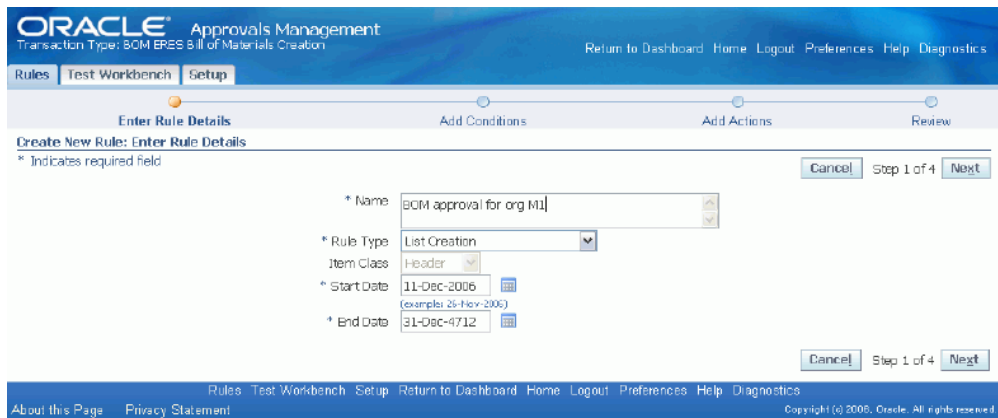 ORACLE® Approvals Management
Transaction Type: BOM ERES Bill of Materials Creation
Return to Dashboard Home Logout Preferences Help Diagnostics
Rules Test Workbench Setup
Enter Rule Details Add Conditions Add Actions Review
Create New Rule: Enter Rule Details
* Indicates required field
Cancel Step 1 of 4 Next
* Name BOM approval for org M1
* Rule Type List Creation
Item Class Header
* Start Date 11-Dec-2006
(example: 26-Nov-2006)
* End Date 31-Dec-4712
Cancel Step 1 of 4 Next
Rules Test Workbench Setup Return to Dashboard Home Logout Preferences Help Diagnostics
About this Page Privacy Statement Copyright (c) 2006, Oracle. All rights reserved.